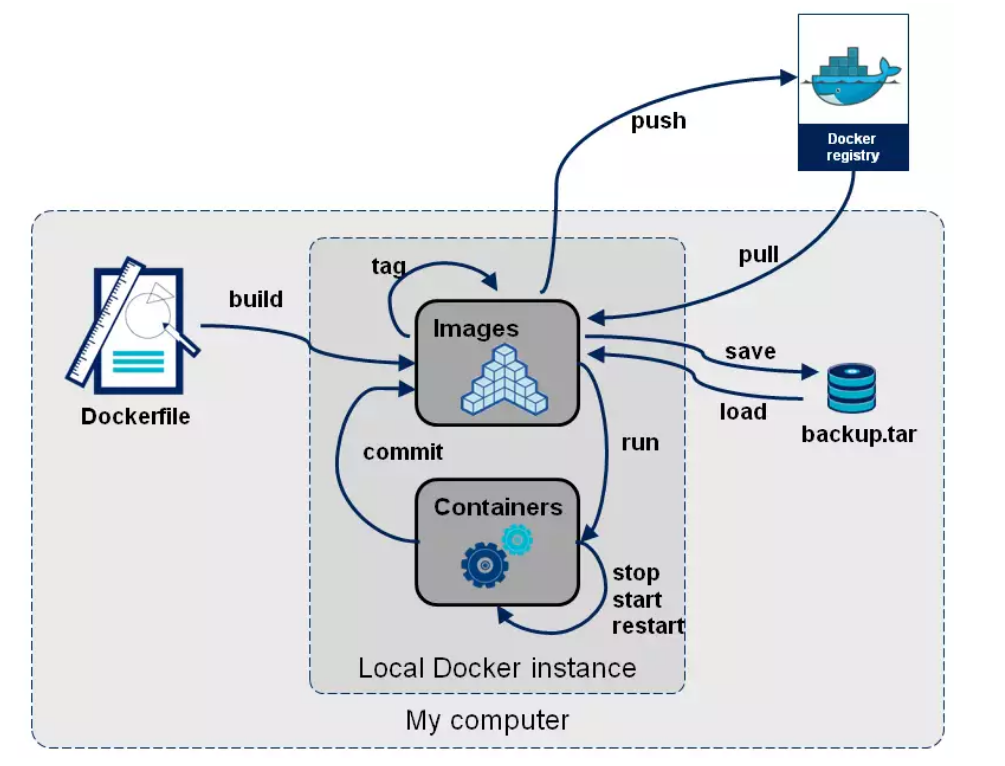 push
Docker
registry
pull
tag
build
Images
save
load
Dockerfile
backup.tar
commit
run
Containers
stop
start
restart
Local Docker instance
My computer